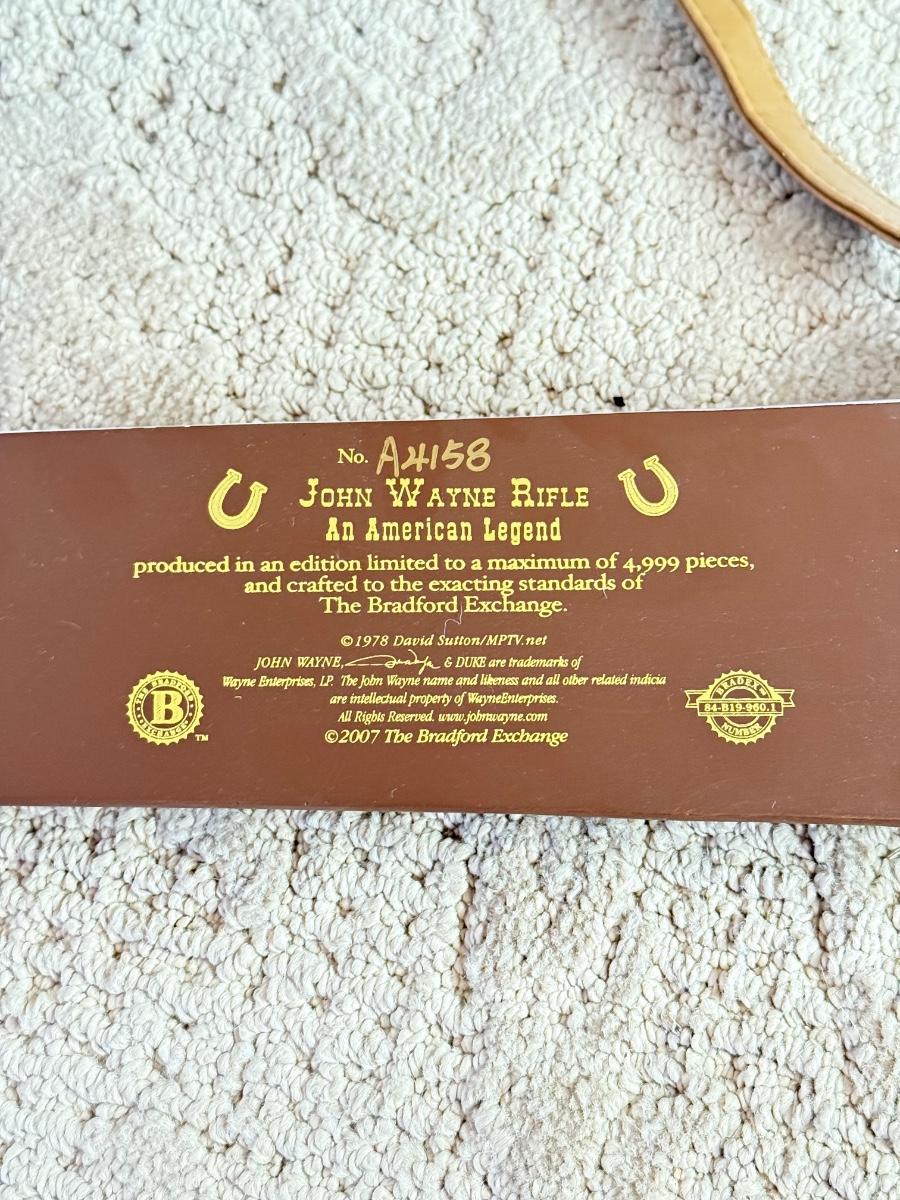 No. A4158
JOHN WAYNE RIFLE
An American Legend
produced in an edition limited to a maximum of 4,999 pieces,
and crafted to the exacting standards of
The Bradford Exchange.
©1978 David Sutton/MPTV.net
JOHN WAYNE, & DUKE are trademarks of
Wayne Enterprises, LP. The John Wayne name and likeness and all other related indicia
are intellectual property of WayneEnterprises.
All Rights Reserved. www.johnwayne.com
©2007 The Bradford Exchange
THE BRADFORD
B
EXCHANGE
TM
BRADEX
84-B19-960.1
NUMBER